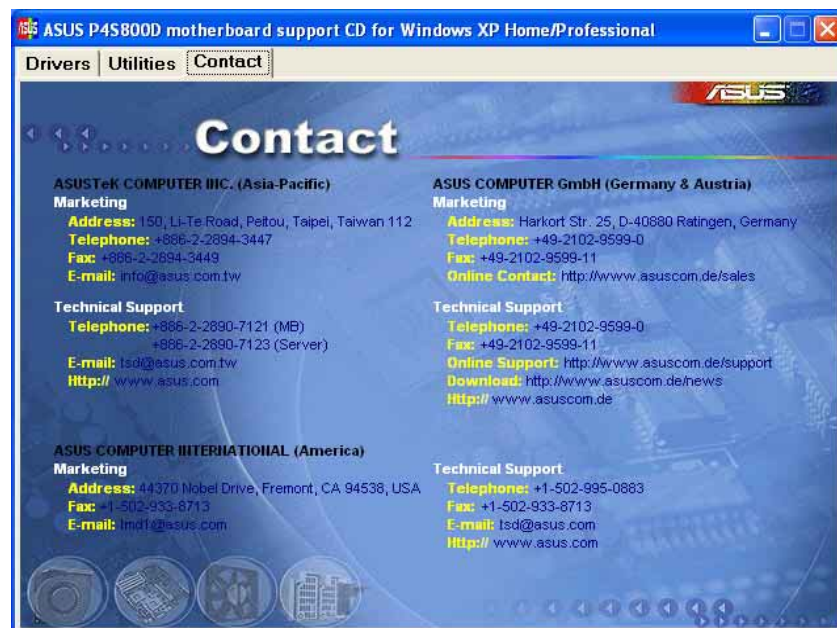 ASUS P4S800D motherboard support CD for Windows XP Home/Professional
Drivers Utilities Contact
ASUS
Contact
ASUSTeK COMPUTER INC. (Asia-Pacific)
Marketing
Address: 150, Li-Te Road, Peitou, Taipei, Taiwan 112
Telephone: +886-2-2894-3447
Fax: +886-2-2894-3449
E-mail: info@asus.com.tw
Technical Support
Telephone: +886-2-2890-7121 (MB)
+886-2-2890-7123 (Server)
E-mail: tsd@asus.com.tw
Http:// www.asus.com
ASUS COMPUTER GmbH (Germany & Austria)
Marketing
Address: Harkort Str. 25, D-40880 Ratingen, Germany
Telephone: +49-2102-9599-0
Fax: +49-2102-9599-11
Online Contact: http://www.asuscom.de/sales
Technical Support
Telephone: +49-2102-9599-0
Fax: +49-2102-9599-11
Online Support: http://www.asuscom.de/support
Download: http://www.asuscom.de/news
Http:// www.asuscom.de
ASUS COMPUTER INTERNATIONAL (America)
Marketing
Address: 44370 Nobel Drive, Fremont, CA 94538, USA
Fax: +1-502-933-8713
E-mail: tmd1@asus.com
Technical Support
Telephone: +1-502-995-0883
Fax: +1-502-933-8713
E-mail: tsd@asus.com
Http:// www.asus.com